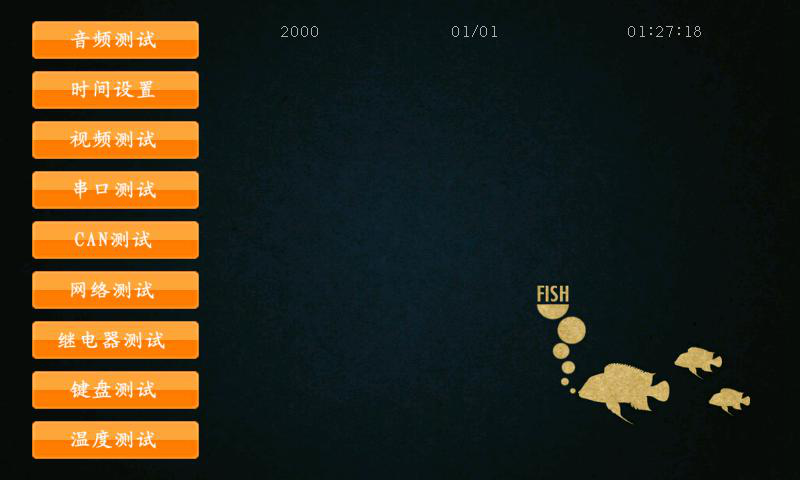 2000 01/01 01:27:18
音频测试
时间设置
视频测试
串口测试
CAN测试
网络测试
继电器测试
键盘测试
温度测试
FISH